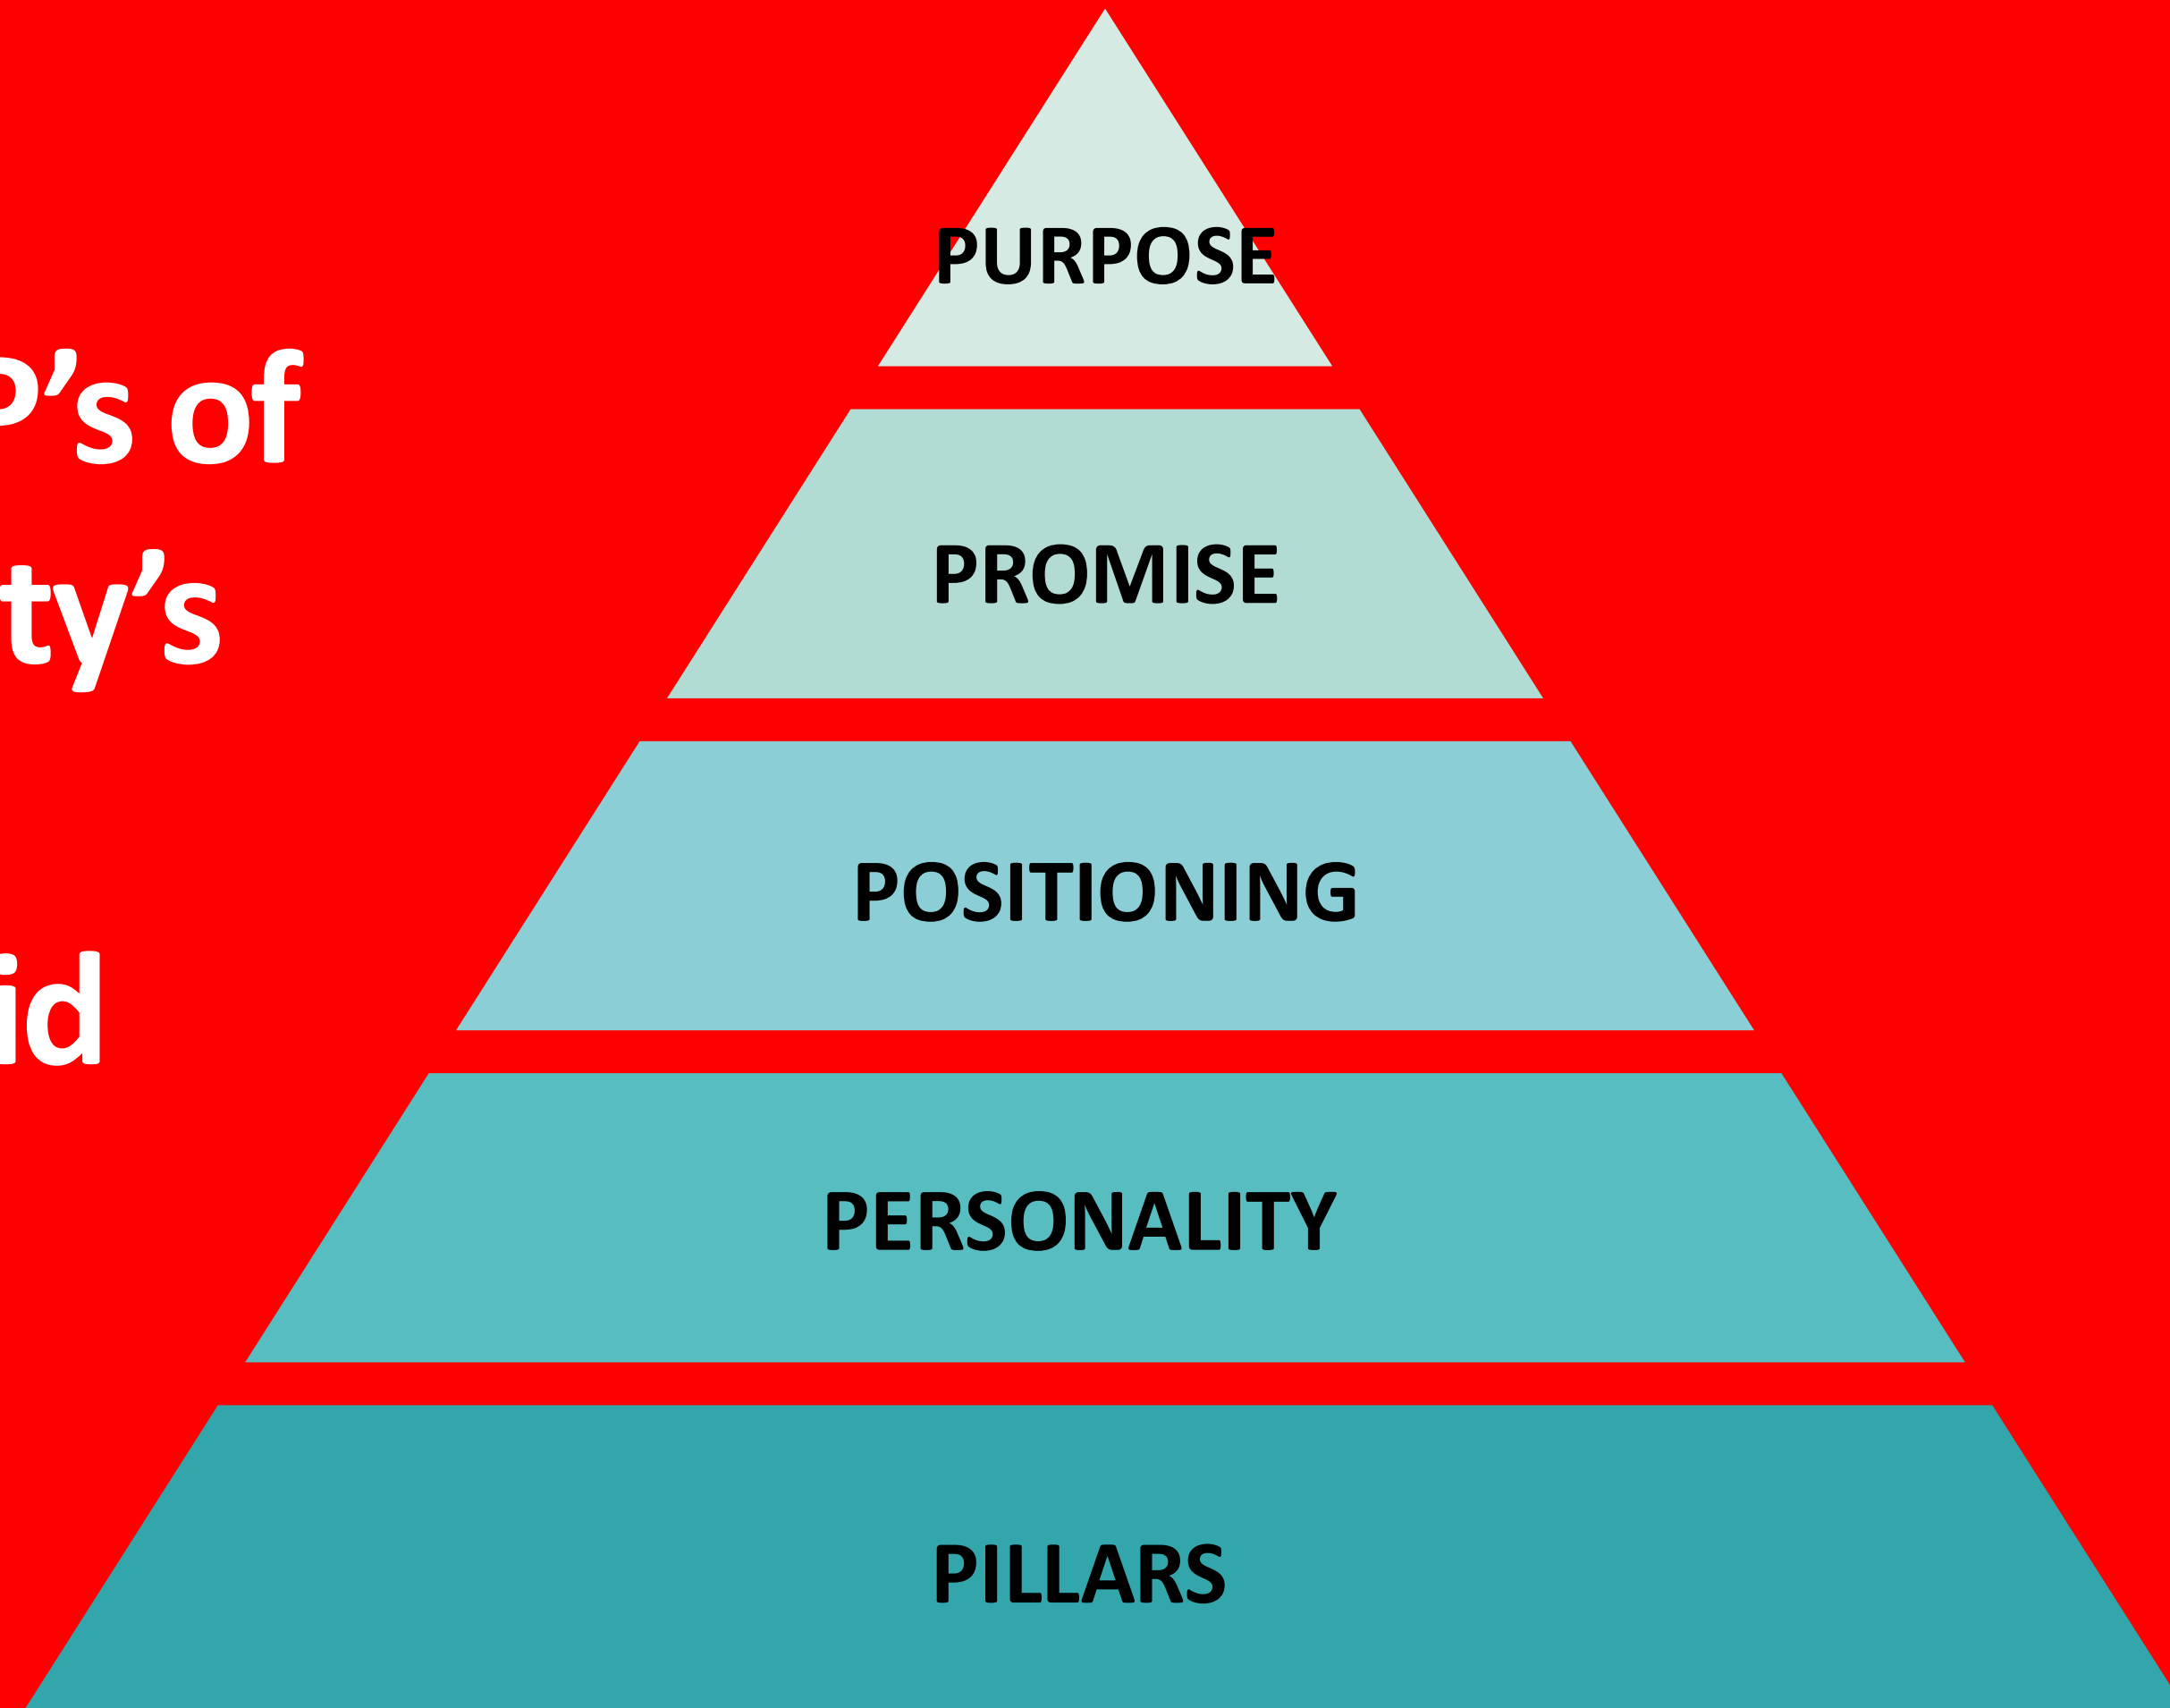 P’s of
ty’s
id
PURPOSE
PROMISE
POSITIONING
PERSONALITY
PILLARS